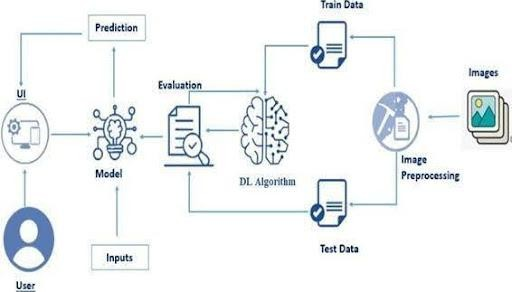 Train Data
Prediction
Images
UI
Evaluation
Model
DL Algorithm
Image
Preprocessing
Test Data
Inputs
User